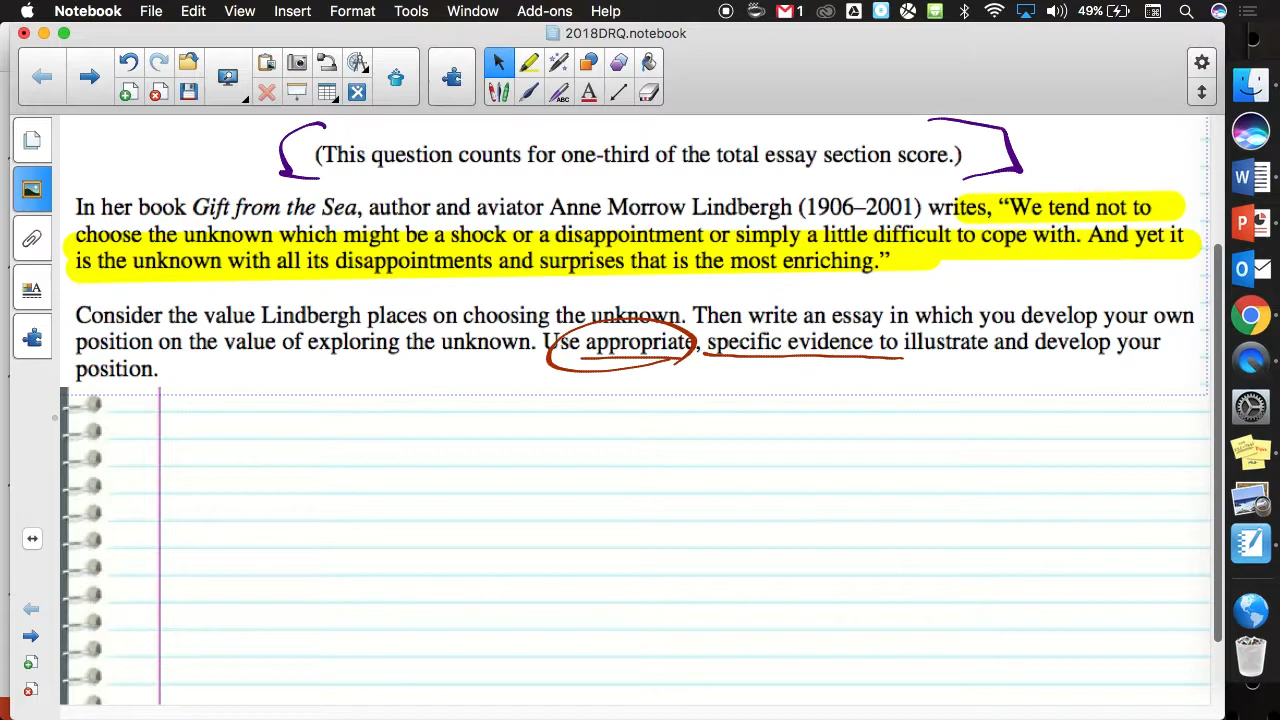 Notebook File Edit View Insert Format Tools Window Add-ons Help 1 49%
2018DRQ.notebook
(This question counts for one-third of the total essay section score.)
In her book Gift from the Sea, author and aviator Anne Morrow Lindbergh (1906–2001) writes, “We tend not to
choose the unknown which might be a shock or a disappointment or simply a little difficult to cope with. And yet it
is the unknown with all its disappointments and surprises that is the most enriching.”
Consider the value Lindbergh places on choosing the unknown. Then write an essay in which you develop your own
position on the value of exploring the unknown. Use appropriate, specific evidence to illustrate and develop your
position.